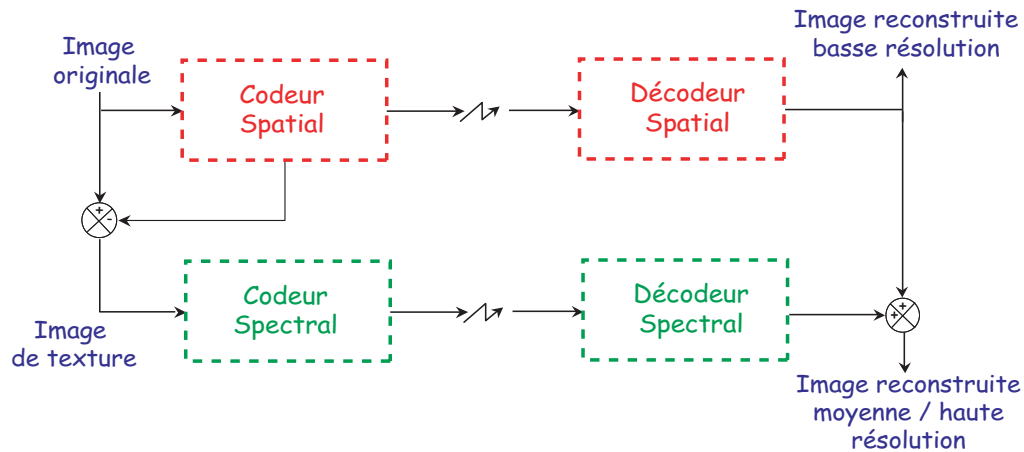 Image
originale
Codeur
Spatial
Décodeur
Spatial
Image reconstruite
basse résolution
+
-
Image
de texture
Codeur
Spectral
Décodeur
Spectral
+
+
Image reconstruite
moyenne / haute
résolution